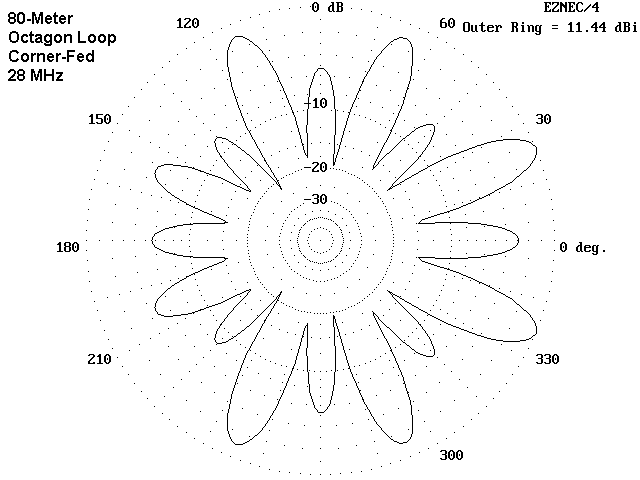 80-Meter
Octagon Loop
Corner-Fed
28 MHz
0 dB
EZNEC/4
Outer Ring = 11.44 dBi
120
60
-10
150
30
-20
-30
180
0 deg.
210
330
300